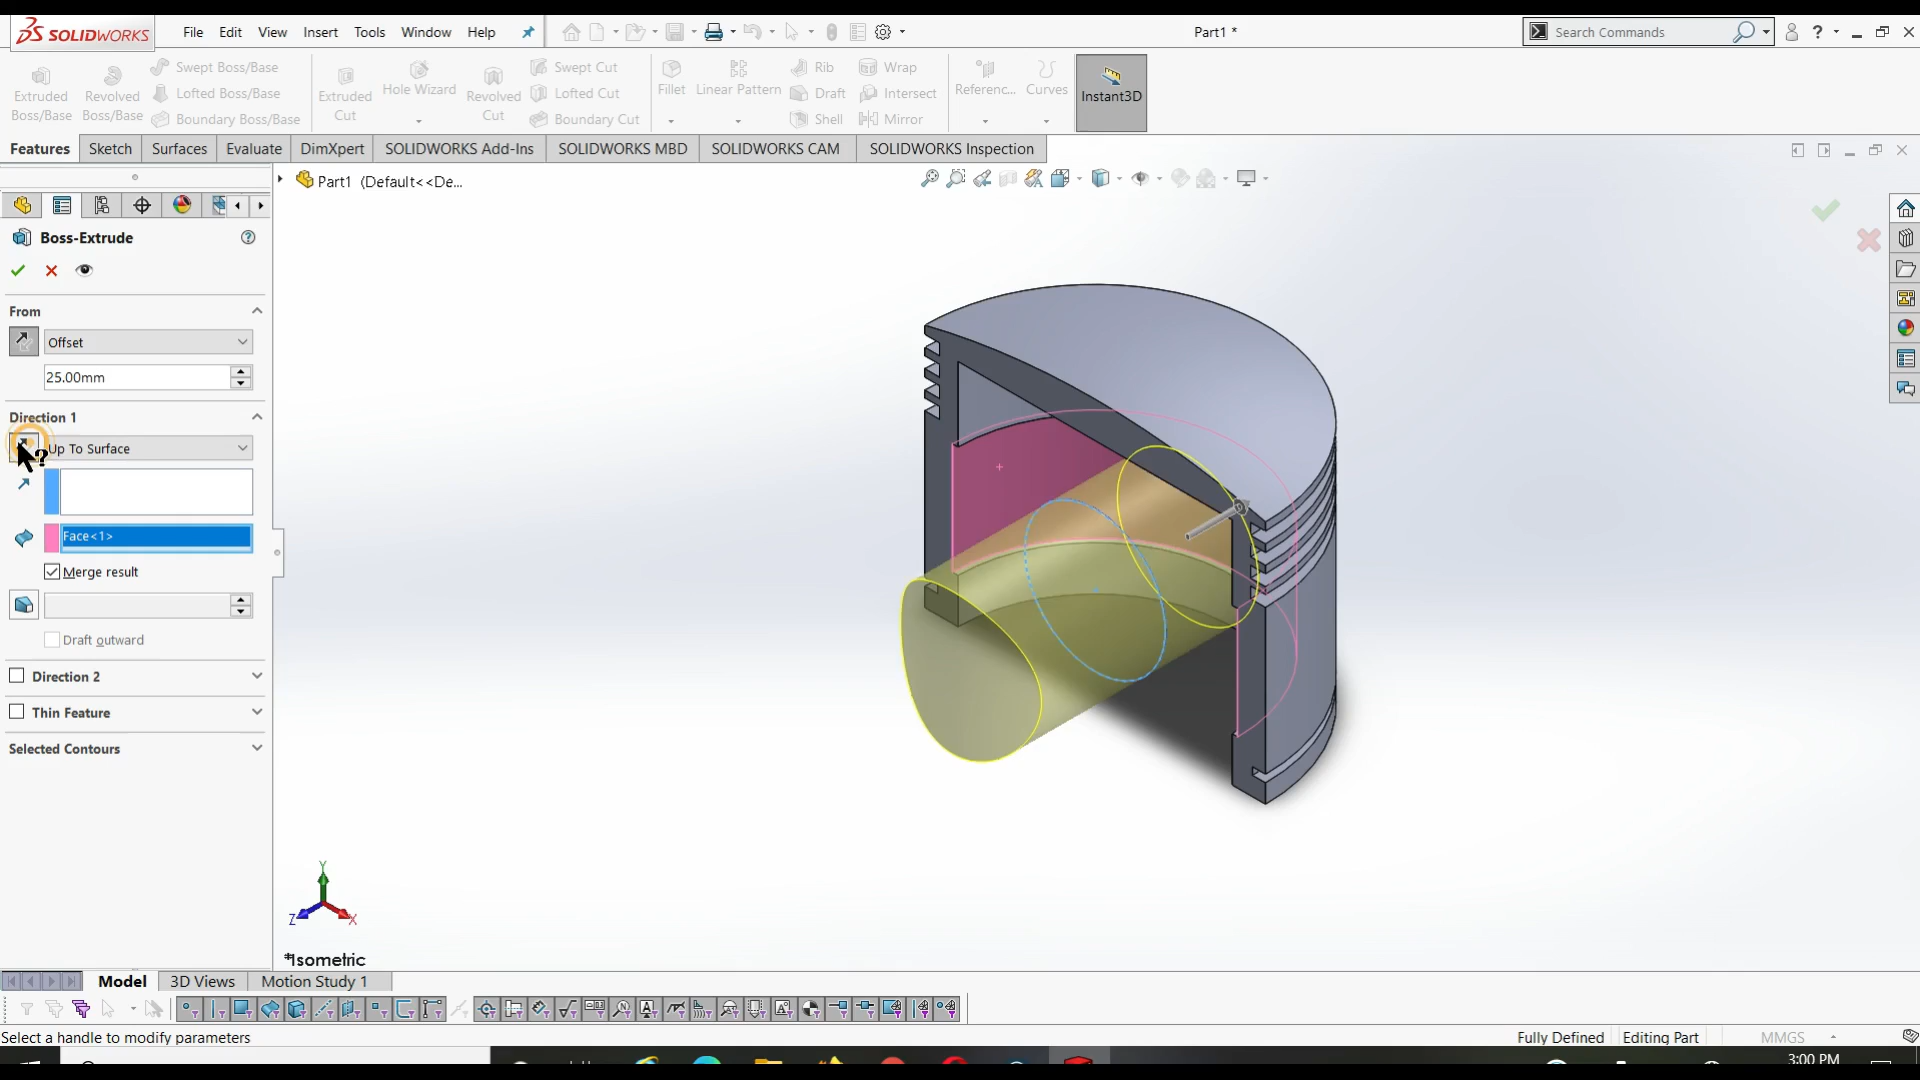 SOLIDWORKS
File Edit View Insert Tools Window Help
Part1 *
Search Commands
Extruded Boss/Base
Revolved Boss/Base
Swept Boss/Base
Lofted Boss/Base
Boundary Boss/Base
Extruded Cut
Hole Wizard
Revolved Cut
Swept Cut
Lofted Cut
Boundary Cut
Fillet
Linear Pattern
Rib
Draft
Shell
Wrap
Intersect
Mirror
Referenc...
Curves
Instant3D
Features Sketch Surfaces Evaluate DimXpert SOLIDWORKS Add-Ins SOLIDWORKS MBD SOLIDWORKS CAM SOLIDWORKS Inspection
Part1 (Default<<De...
Boss-Extrude
From
Offset
25.00mm
Direction 1
Up To Surface
Face<1>
Merge result
Draft outward
Direction 2
Thin Feature
Selected Contours
Y
Z
X
*Isometric
Model 3D Views Motion Study 1
Select a handle to modify parameters
Fully Defined Editing Part MMGS
3:00 PM